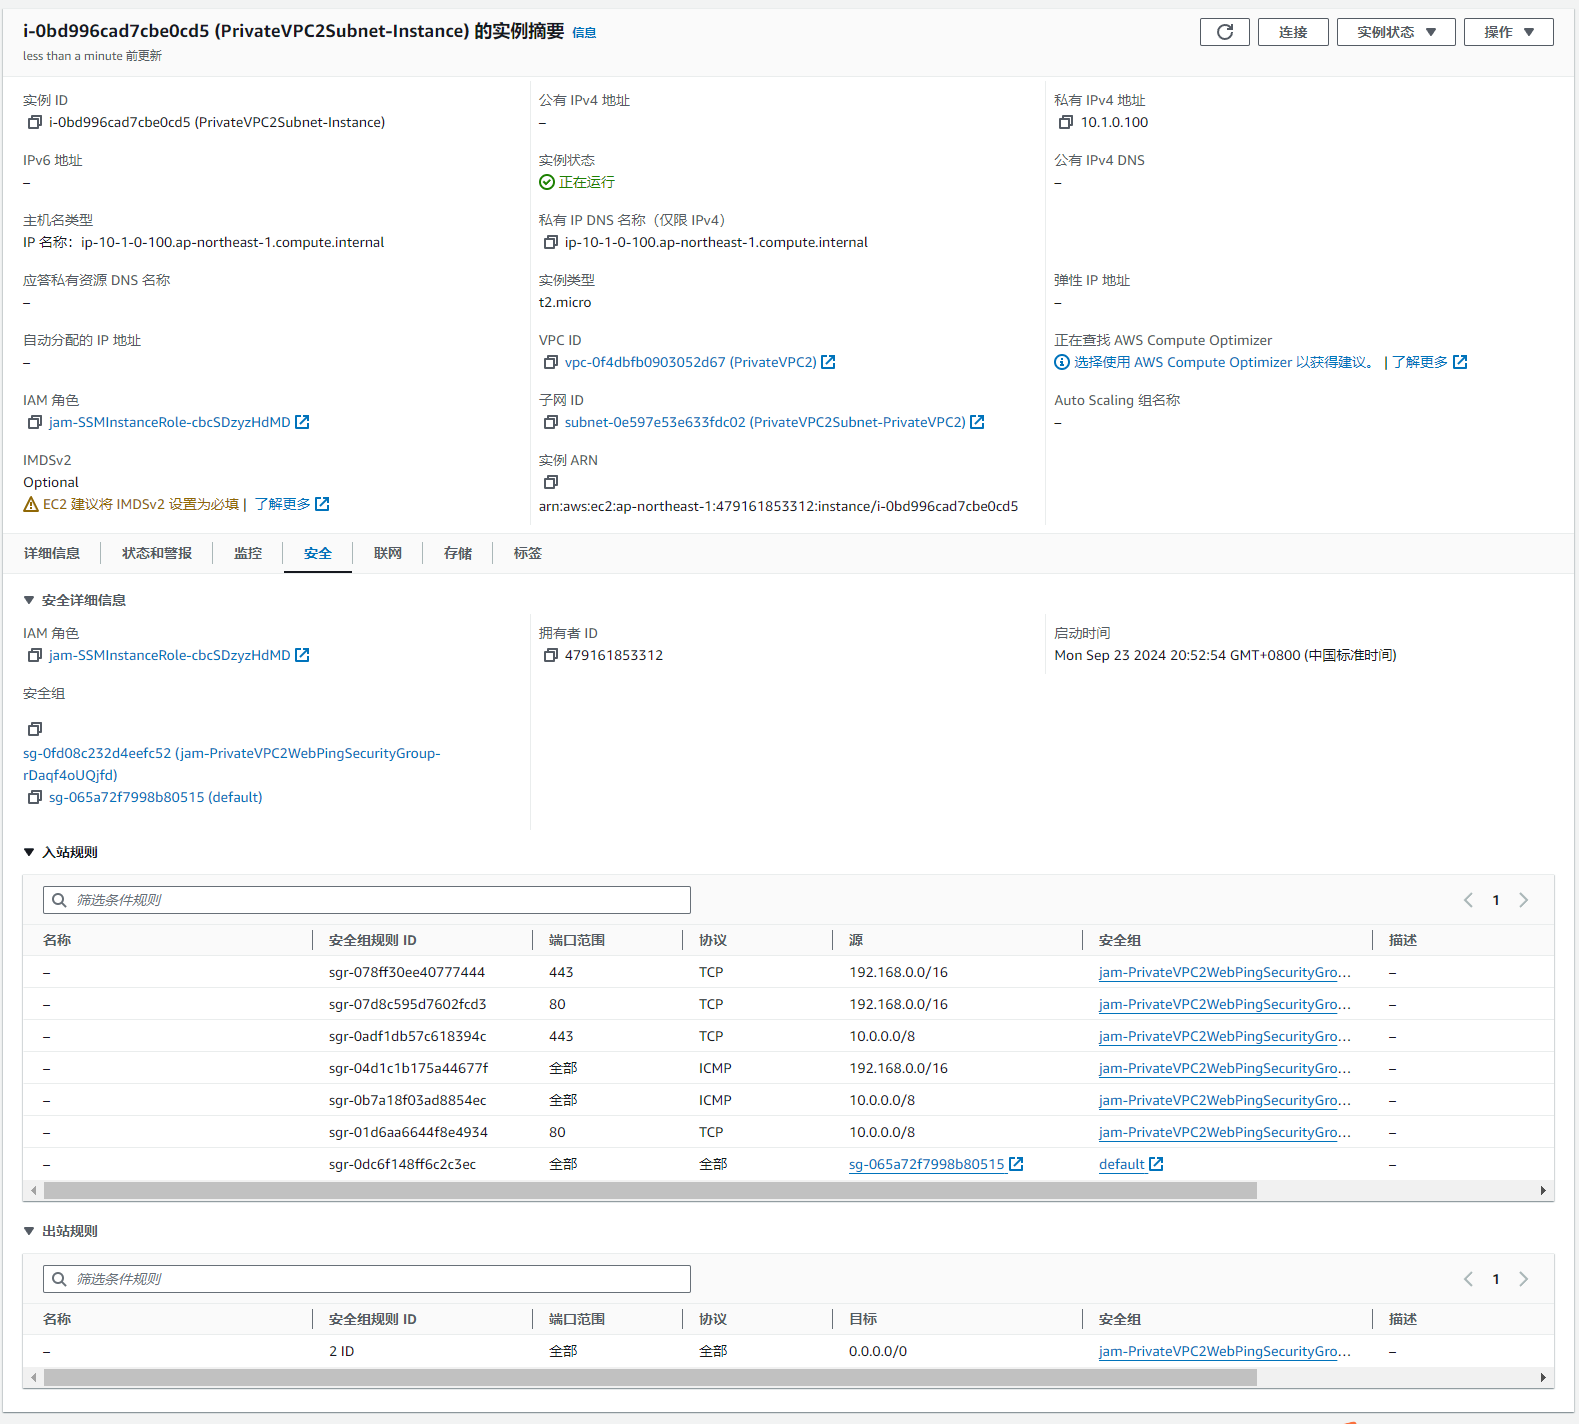 i-0bd996cad7cbe0cd5 (PrivateVPC2Subnet-Instance) 的实例摘要 信息
less than a minute 前更新
连接
实例状态
操作
实例 ID
i-0bd996cad7cbe0cd5 (PrivateVPC2Subnet-Instance)
公有 IPv4 地址
–
私有 IPv4 地址
10.1.0.100
IPv6 地址
–
实例状态
正在运行
公有 IPv4 DNS
–
主机名类型
IP 名称：ip-10-1-0-100.ap-northeast-1.compute.internal
私有 IP DNS 名称（仅限 IPv4）
ip-10-1-0-100.ap-northeast-1.compute.internal
应答私有资源 DNS 名称
–
实例类型
t2.micro
弹性 IP 地址
–
自动分配的 IP 地址
–
VPC ID
vpc-0f4dbfb0903052d67 (PrivateVPC2)
正在查找 AWS Compute Optimizer
选择使用 AWS Compute Optimizer 以获得建议。 | 了解更多
IAM 角色
jam-SSMInstanceRole-cbcSDzyzHdMD
子网 ID
subnet-0e597e53e633fdc02 (PrivateVPC2Subnet-PrivateVPC2)
Auto Scaling 组名称
–
IMDSv2
Optional
EC2 建议将 IMDSv2 设置为必填 | 了解更多
实例 ARN
arn:aws:ec2:ap-northeast-1:479161853312:instance/i-0bd996cad7cbe0cd5
详细信息 状态和警报 监控 安全 联网 存储 标签
安全详细信息
IAM 角色
jam-SSMInstanceRole-cbcSDzyzHdMD
拥有者 ID
479161853312
启动时间
Mon Sep 23 2024 20:52:54 GMT+0800 (中国标准时间)
安全组
sg-0fd08c232d4eefc52 (jam-PrivateVPC2WebPingSecurityGroup-
rDaqf4oUQjfd)
sg-065a72f7998b80515 (default)
入站规则
筛选条件规则
1
名称 安全组规则 ID 端口范围 协议 源 安全组 描述
– sgr-078ff30ee40777444 443 TCP 192.168.0.0/16 jam-PrivateVPC2WebPingSecurityGro... –
– sgr-07d8c595d7602fcd3 80 TCP 192.168.0.0/16 jam-PrivateVPC2WebPingSecurityGro... –
– sgr-0adf1db57c618394c 443 TCP 10.0.0.0/8 jam-PrivateVPC2WebPingSecurityGro... –
– sgr-04d1c1b175a44677f 全部 ICMP 192.168.0.0/16 jam-PrivateVPC2WebPingSecurityGro... –
– sgr-0b7a18f03ad8854ec 全部 ICMP 10.0.0.0/8 jam-PrivateVPC2WebPingSecurityGro... –
– sgr-01d6aa6644f8e4934 80 TCP 10.0.0.0/8 jam-PrivateVPC2WebPingSecurityGro... –
– sgr-0dc6f148ff6c2c3ec 全部 全部 sg-065a72f7998b80515 default –
出站规则
筛选条件规则
1
名称 安全组规则 ID 端口范围 协议 目标 安全组 描述
– 2 ID 全部 全部 0.0.0.0/0 jam-PrivateVPC2WebPingSecurityGro... –